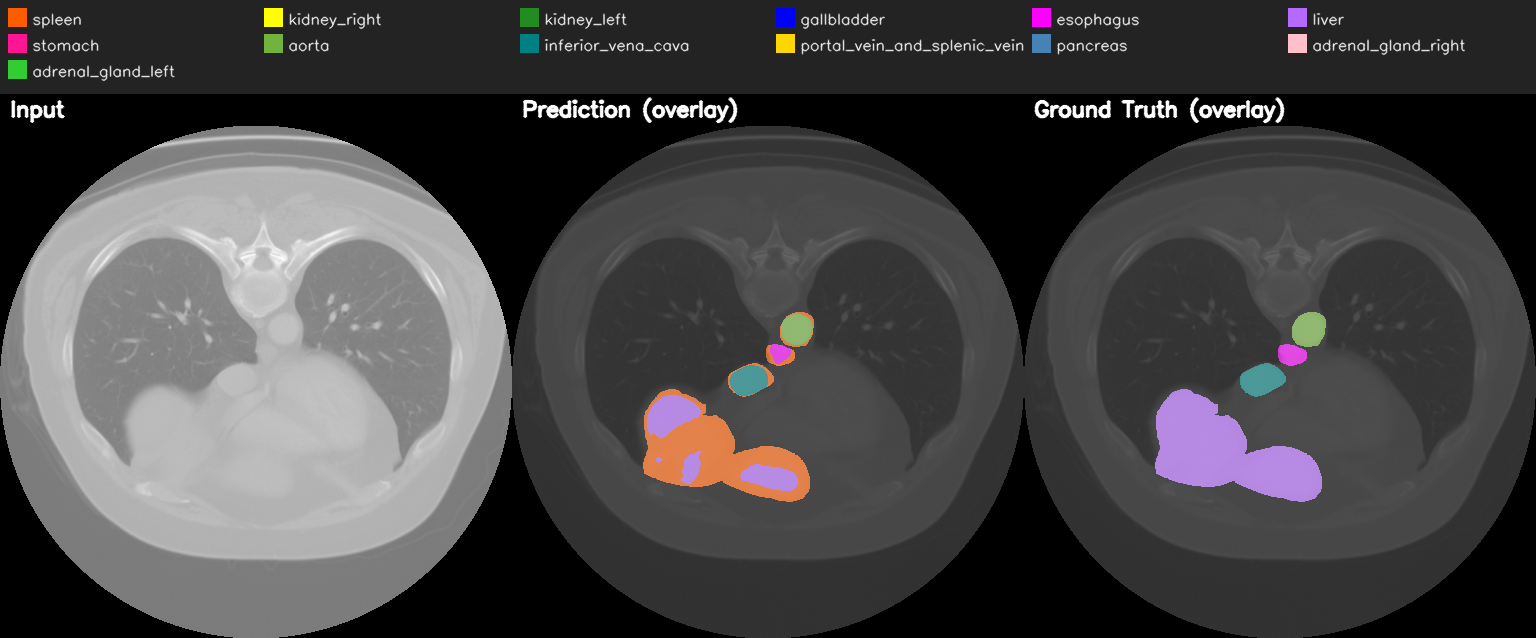 spleen kidney_right kidney_left gallbladder esophagus liver
stomach aorta inferior_vena_cava portal_vein_and_splenic_vein pancreas adrenal_gland_right
adrenal_gland_left
Input Prediction (overlay) Ground Truth (overlay)